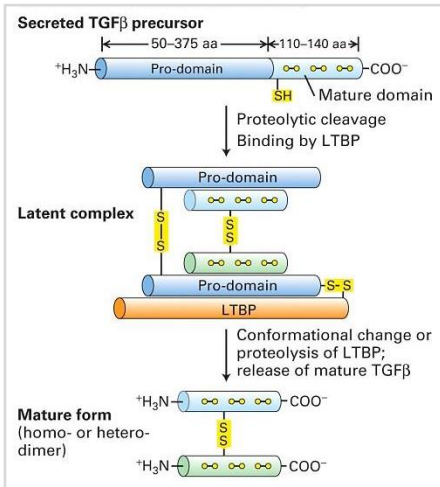 Secreted TGFβ precursor
50–375 aa
110–140 aa
⁺H₃N
Pro-domain
COO⁻
SH
Mature domain
Proteolytic cleavage
Binding by LTBP
Pro-domain
Latent complex
S
S
S
S
Pro-domain
S-S
LTBP
Conformational change or
proteolysis of LTBP;
release of mature TGFβ
⁺H₃N
COO⁻
Mature form
(homo- or hetero-
dimer)
S
S
⁺H₃N
COO⁻